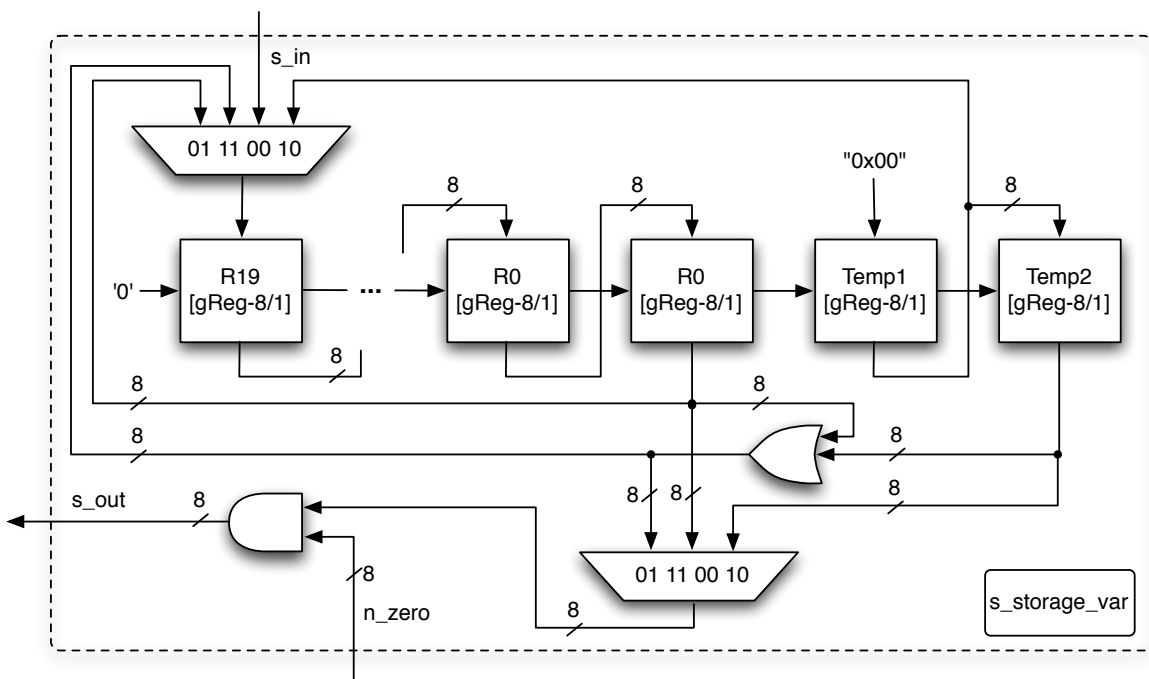 s_in
01 11 00 10
"0x00"
8
8
8
'0'
R19
[gReg-8/1]
...
R0
[gReg-8/1]
R0
[gReg-8/1]
Temp1
[gReg-8/1]
Temp2
[gReg-8/1]
8
8
8
8
8
8
8
8
s_out
8
01 11 00 10
8
n_zero
8
s_storage_var